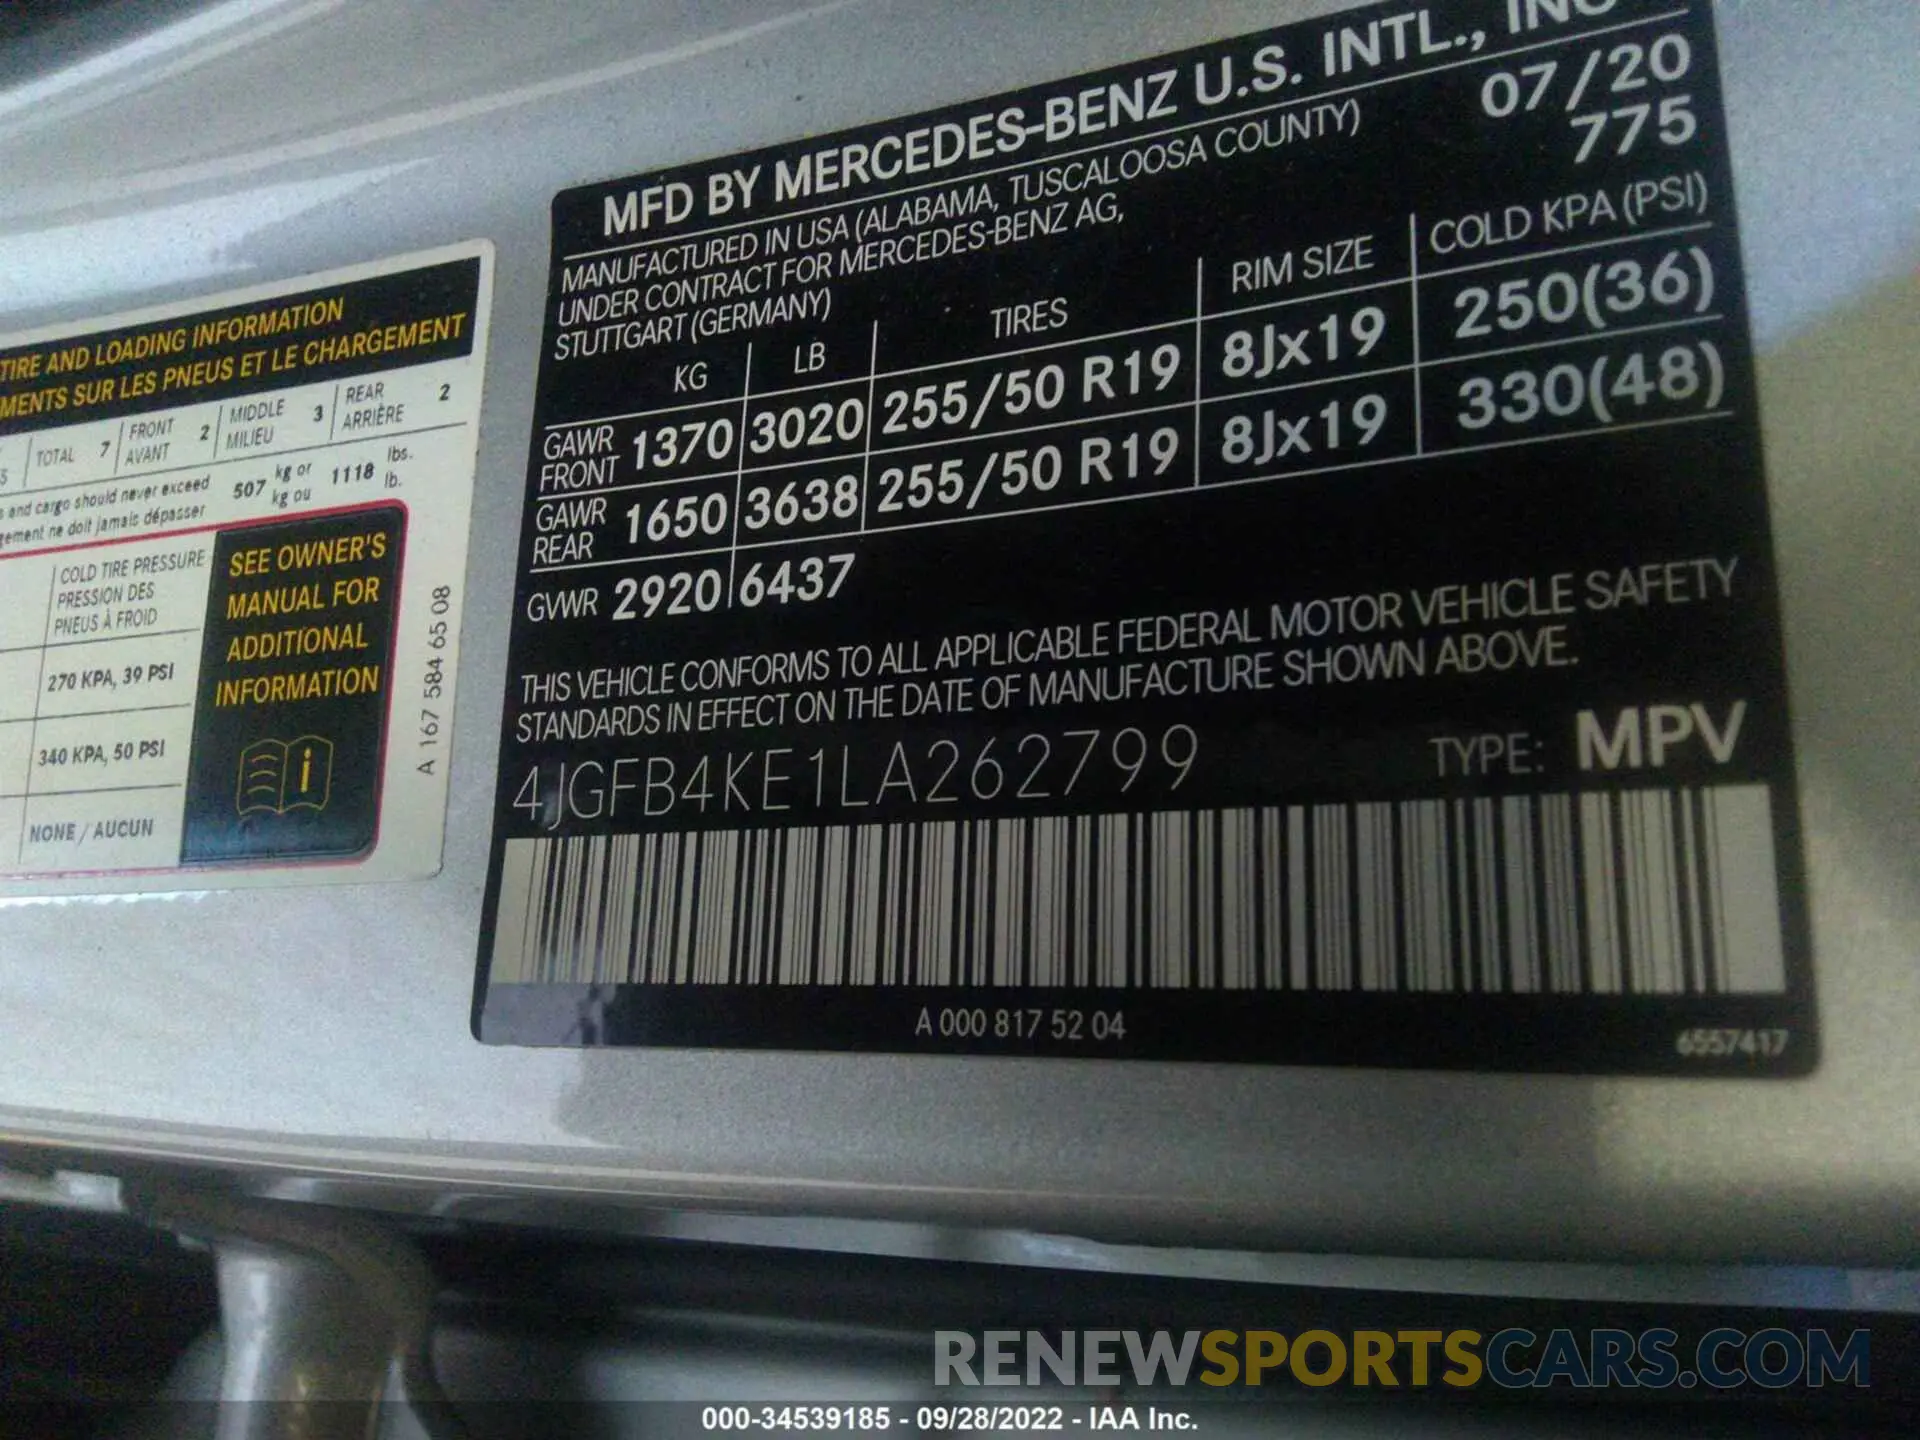 TIRE AND LOADING INFORMATION
MENTS SUR LES PNEUS ET LE CHARGEMENT
TOTAL 7
FRONT
AVANT 2
MIDDLE
MILIEU 3
REAR
ARRIÈRE 2
and cargo should never exceed
gement ne doit jamais dépasser
507 kg or
kg ou
1118 lbs.
lb.
COLD TIRE PRESSURE
PRESSION DES
PNEUS À FROID
270 KPA, 39 PSI
340 KPA, 50 PSI
NONE / AUCUN
SEE OWNER'S
MANUAL FOR
ADDITIONAL
INFORMATION
i
A 167 584 65 08
MFD BY MERCEDES-BENZ U.S. INTL., INC
MANUFACTURED IN USA (ALABAMA, TUSCALOOSA COUNTY)
UNDER CONTRACT FOR MERCEDES-BENZ AG,
STUTTGART (GERMANY)
07/20
775
KG LB TIRES RIM SIZE COLD KPA (PSI)
GAWR
FRONT 1370 3020 255/50 R19 8Jx19 250(36)
GAWR
REAR 1650 3638 255/50 R19 8Jx19 330(48)
GVWR 2920 6437
THIS VEHICLE CONFORMS TO ALL APPLICABLE FEDERAL MOTOR VEHICLE SAFETY
STANDARDS IN EFFECT ON THE DATE OF MANUFACTURE SHOWN ABOVE.
4JGFB4KE1LA262799 TYPE: MPV
A 000 817 52 04
6557417
RENEWSPORTSCARS.COM
000-34539185 - 09/28/2022 - IAA Inc.